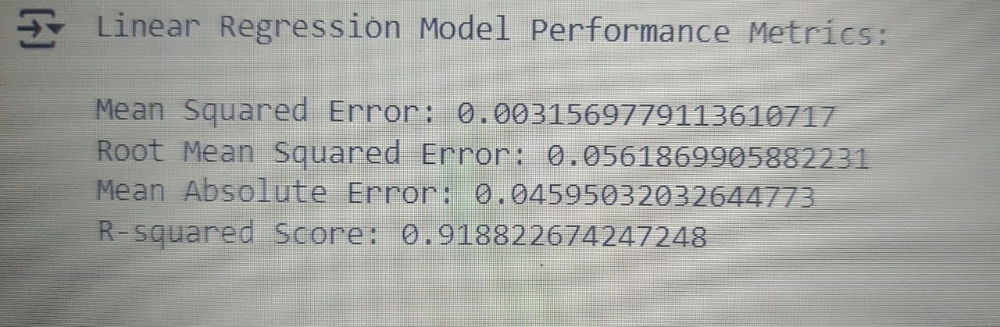 Linear Regression Model Performance Metrics:
Mean Squared Error: 0.0031569779113610717
Root Mean Squared Error: 0.0561869905882231
Mean Absolute Error: 0.04595032032644773
R-squared Score: 0.918822674247248